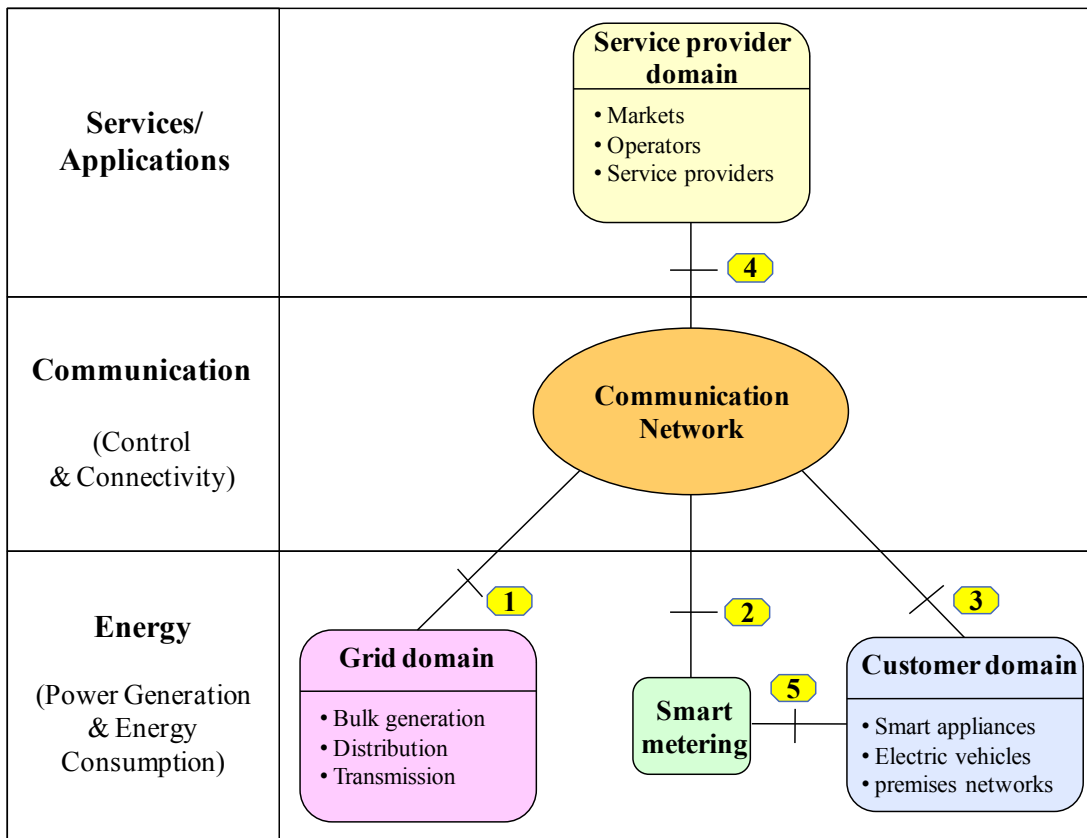 Services/
Applications
Service provider
domain
• Markets
• Operators
• Service providers
4
Communication
(Control
& Connectivity)
Communication
Network
Energy
(Power Generation
& Energy
Consumption)
1
2
3
Grid domain
• Bulk generation
• Distribution
• Transmission
Smart
metering
5
Customer domain
• Smart appliances
• Electric vehicles
• premises networks